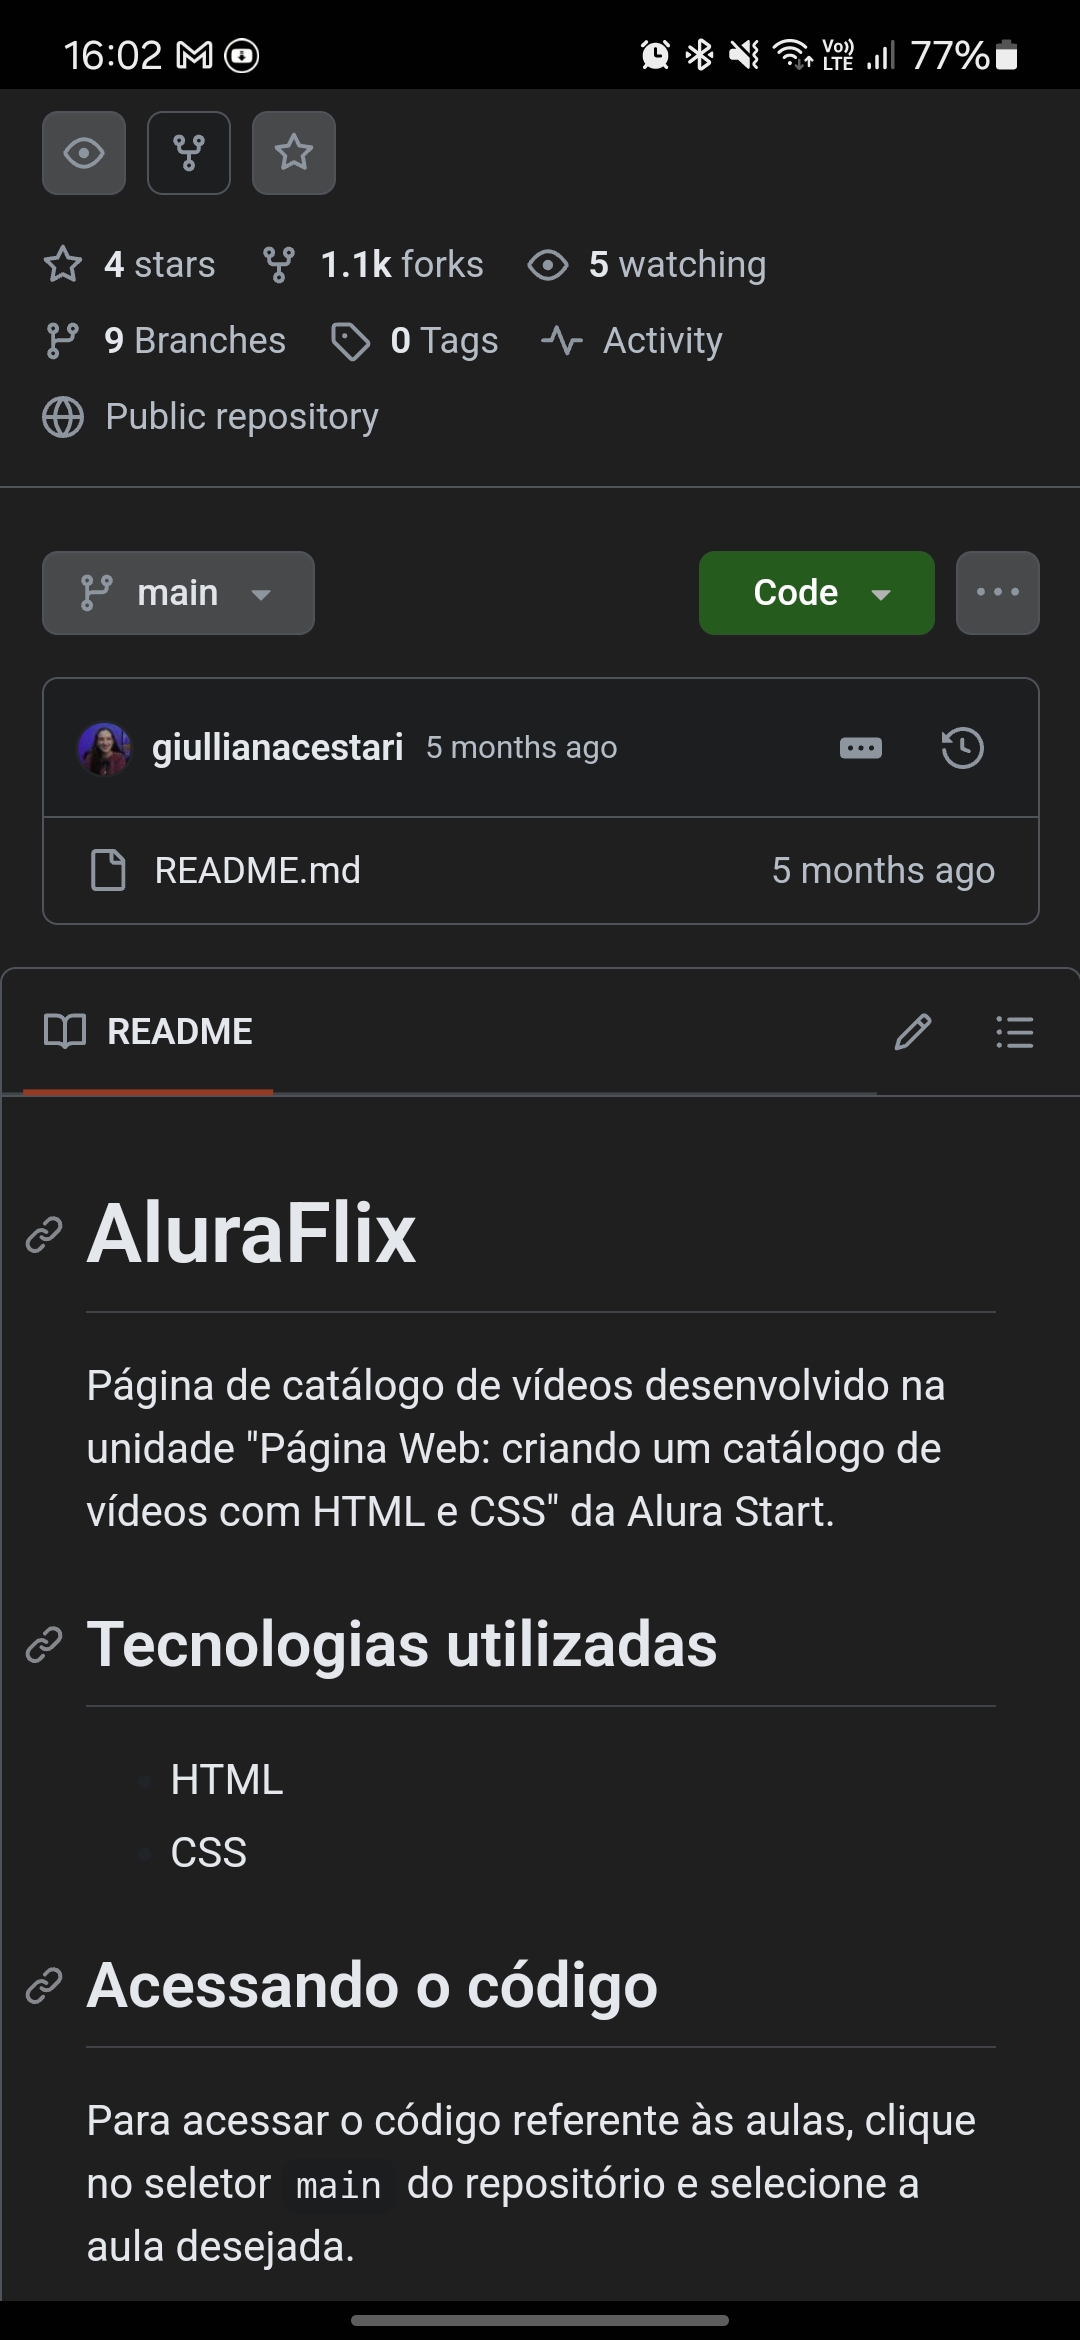 16:02
Vo))
LTE
77%
4 stars 1.1k forks 5 watching
9 Branches 0 Tags Activity
Public repository
main
Code
giullianacestari 5 months ago
README.md 5 months ago
README
AluraFlix
Página de catálogo de vídeos desenvolvido na
unidade "Página Web: criando um catálogo de
vídeos com HTML e CSS" da Alura Start.
Tecnologias utilizadas
HTML
CSS
Acessando o código
Para acessar o código referente às aulas, clique
no seletor main do repositório e selecione a
aula desejada.